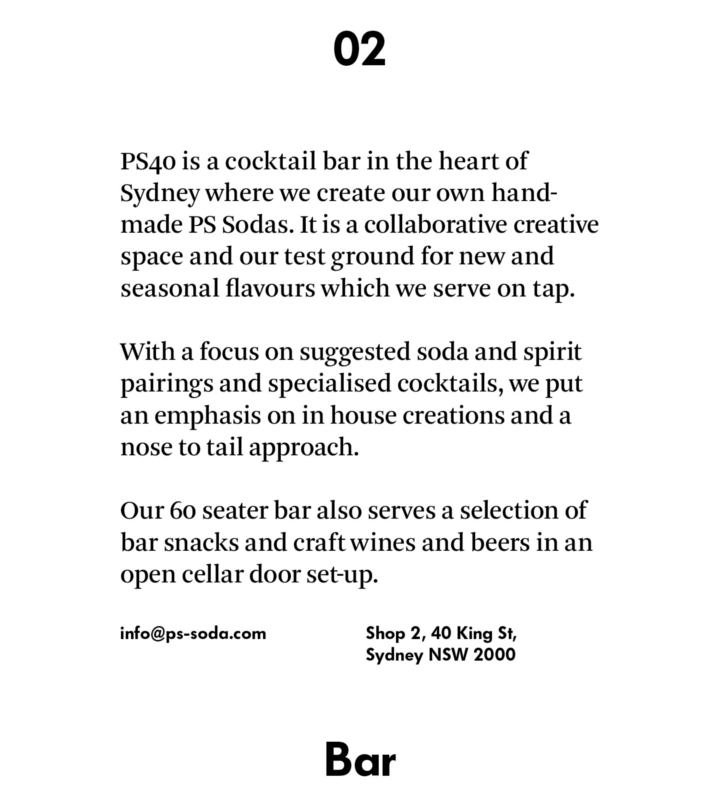 02
PS40 is a cocktail bar in the heart of
Sydney where we create our own hand-
made PS Sodas. It is a collaborative creative
space and our test ground for new and
seasonal flavours which we serve on tap.
With a focus on suggested soda and spirit
pairings and specialised cocktails, we put
an emphasis on in house creations and a
nose to tail approach.
Our 60 seater bar also serves a selection of
bar snacks and craft wines and beers in an
open cellar door set-up.
info@ps-soda.com
Shop 2, 40 King St,
Sydney NSW 2000
Bar